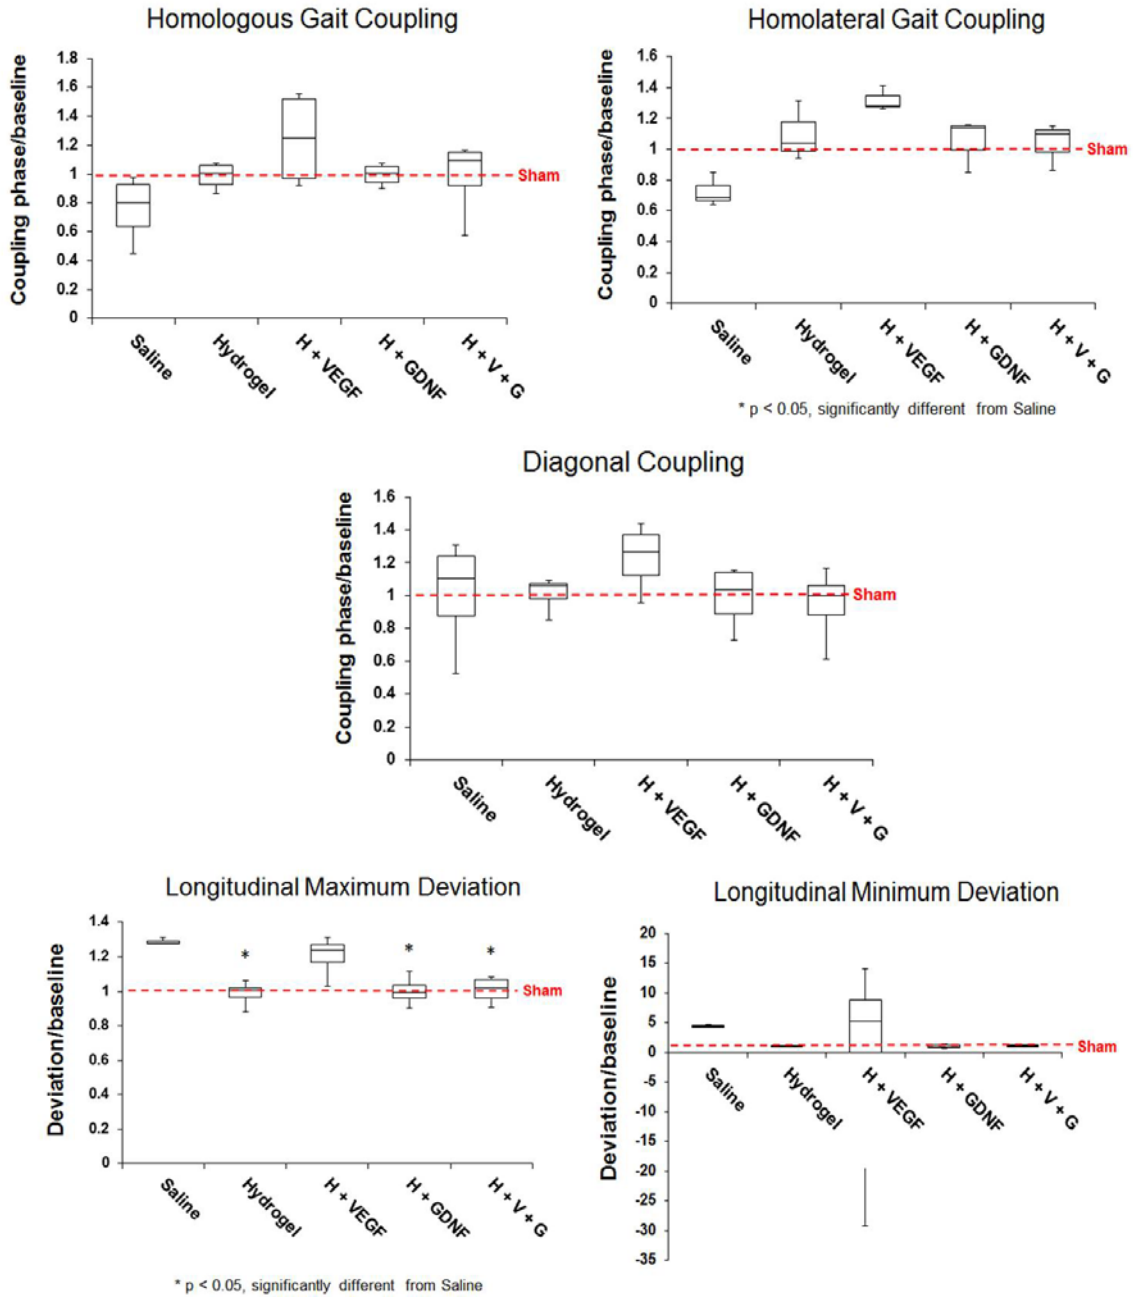 Homologous Gait Coupling
Coupling phase/baseline
1.8
1.6
1.4
1.2
1
0.8
0.6
0.4
0.2
0
Sham
Saline
Hydrogel
H + VEGF
H + GDNF
H + V + G
Homolateral Gait Coupling
Coupling phase/baseline
1.6
1.4
1.2
1
0.8
0.6
0.4
0.2
0
Sham
Saline
Hydrogel
H + VEGF
H + GDNF
H + V + G
* p < 0.05, significantly different from Saline
Diagonal Coupling
Coupling phase/baseline
1.6
1.4
1.2
1
0.8
0.6
0.4
0.2
0
Sham
Saline
Hydrogel
H + VEGF
H + GDNF
H + V + G
Longitudinal Maximum Deviation
Deviation/baseline
1.4
1.2
1
0.8
0.6
0.4
0.2
0
*
*
*
Sham
Saline
Hydrogel
H + VEGF
H + GDNF
H + V + G
* p < 0.05, significantly different from Saline
Longitudinal Minimum Deviation
Deviation/baseline
20
15
10
5
0
-5
-10
-15
-20
-25
-30
-35
Sham
Saline
Hydrogel
H + VEGF
H + GDNF
H + V + G